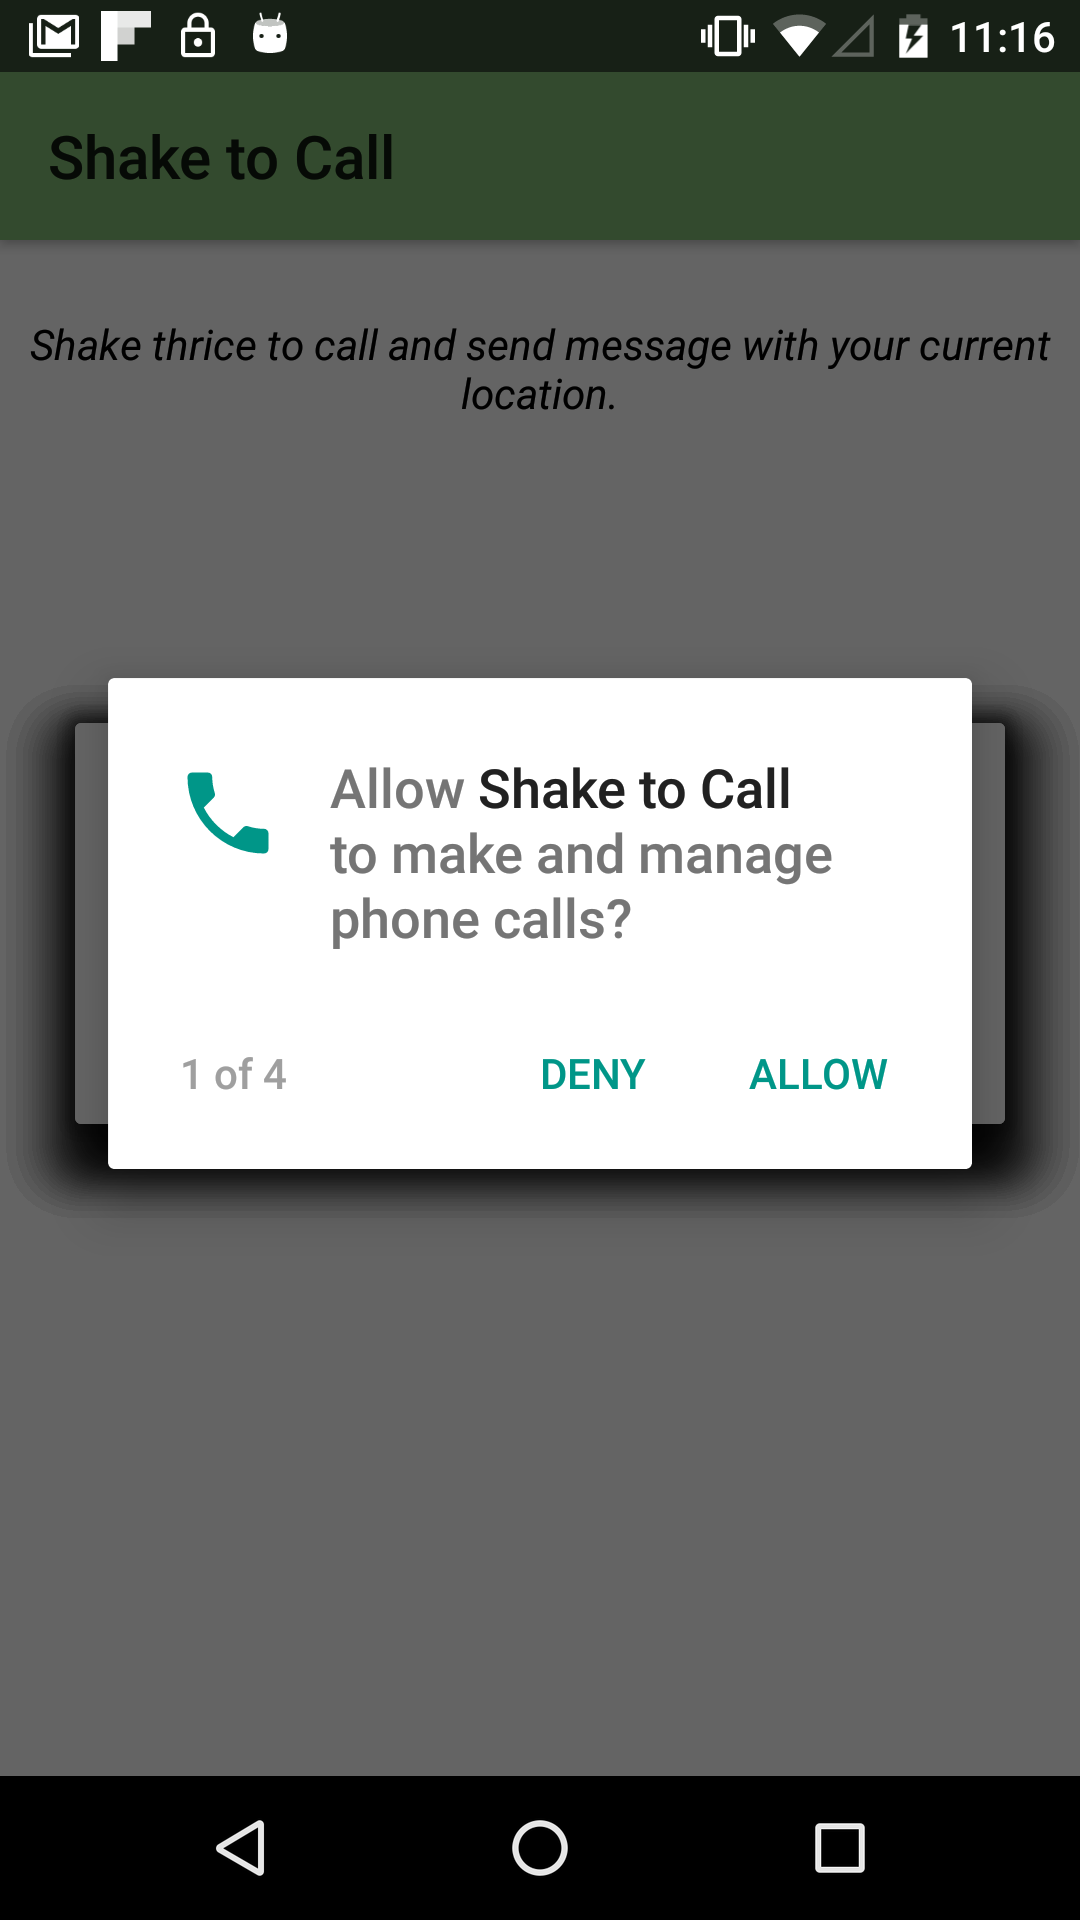 11:16
Shake to Call
Shake thrice to call and send message with your current
location.
Allow Shake to Call
to make and manage
phone calls?
1 of 4
DENY
ALLOW